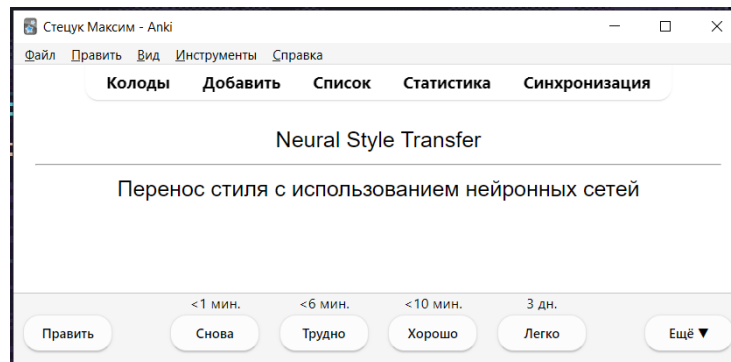 Стецук Максим - Anki
Файл Править Вид Инструменты Справка
Колоды Добавить Список Статистика Синхронизация
Neural Style Transfer
Перенос стиля с использованием нейронных сетей
<1 мин. <6 мин. <10 мин. 3 дн.
Править Снова Трудно Хорошо Легко Ещё ▼